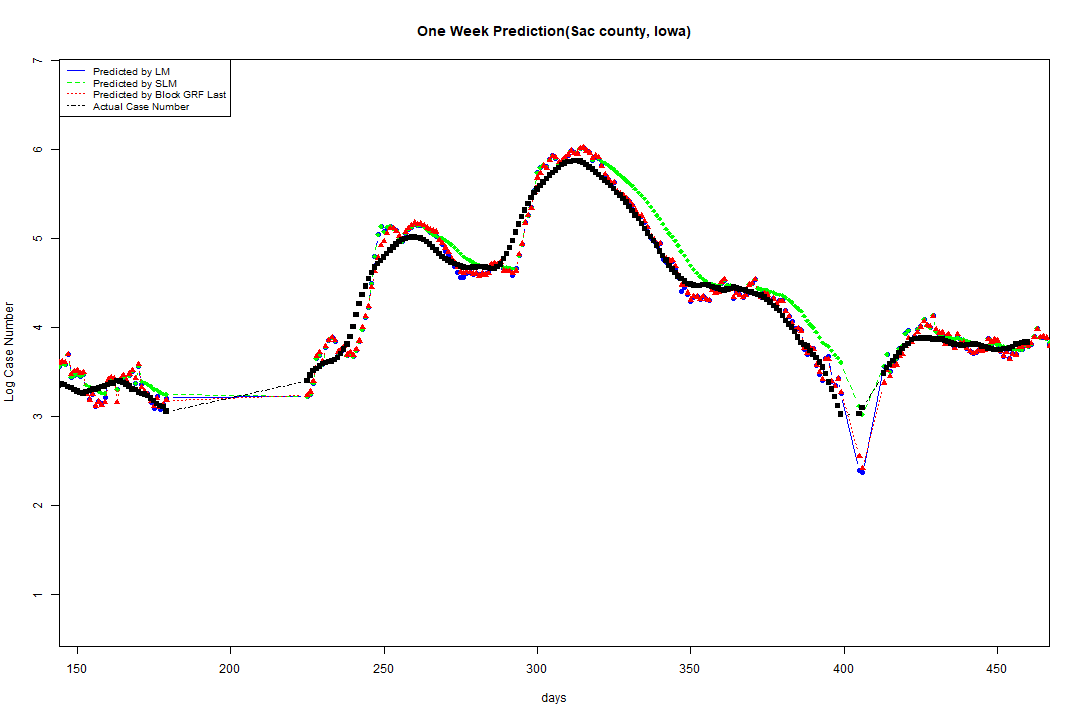 One Week Prediction(Sac county, Iowa)
Predicted by LM
Predicted by SLM
Predicted by Block GRF Last
Actual Case Number
7
6
5
4
3
2
1
Log Case Number
150 200 250 300 350 400 450
days